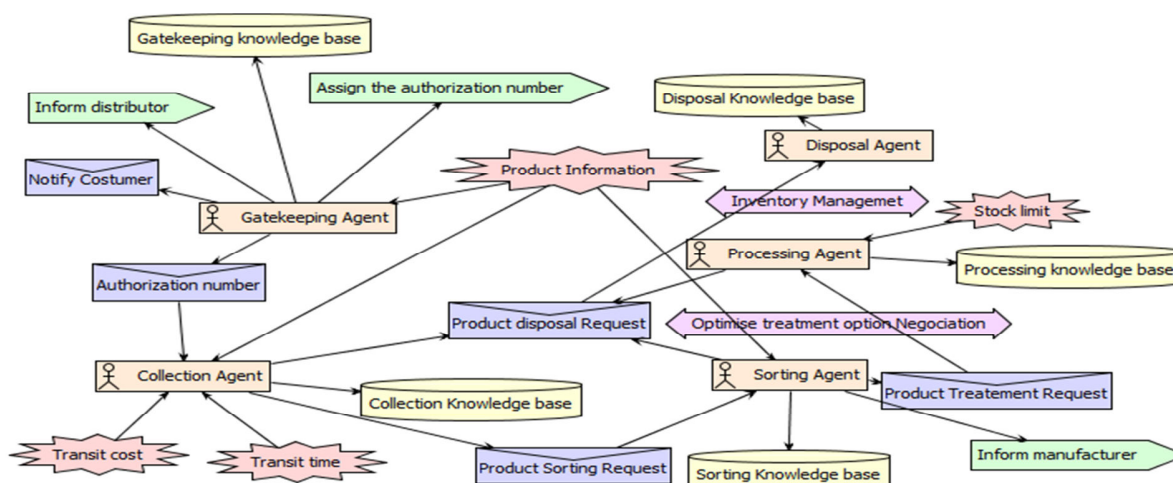 Gatekeeping knowledge base
Inform distributor
Assign the authorization number
Disposal Knowledge base
Disposal Agent
Notify Costumer
Product Information
Gatekeeping Agent
Inventory Managemet
Stock limit
Processing Agent
Processing knowledge base
Authorization number
Product disposal Request
Optimise treatment option Negociation
Collection Agent
Sorting Agent
Collection Knowledge base
Product Treatement Request
Transit cost
Transit time
Product Sorting Request
Sorting Knowledge base
Inform manufacturer